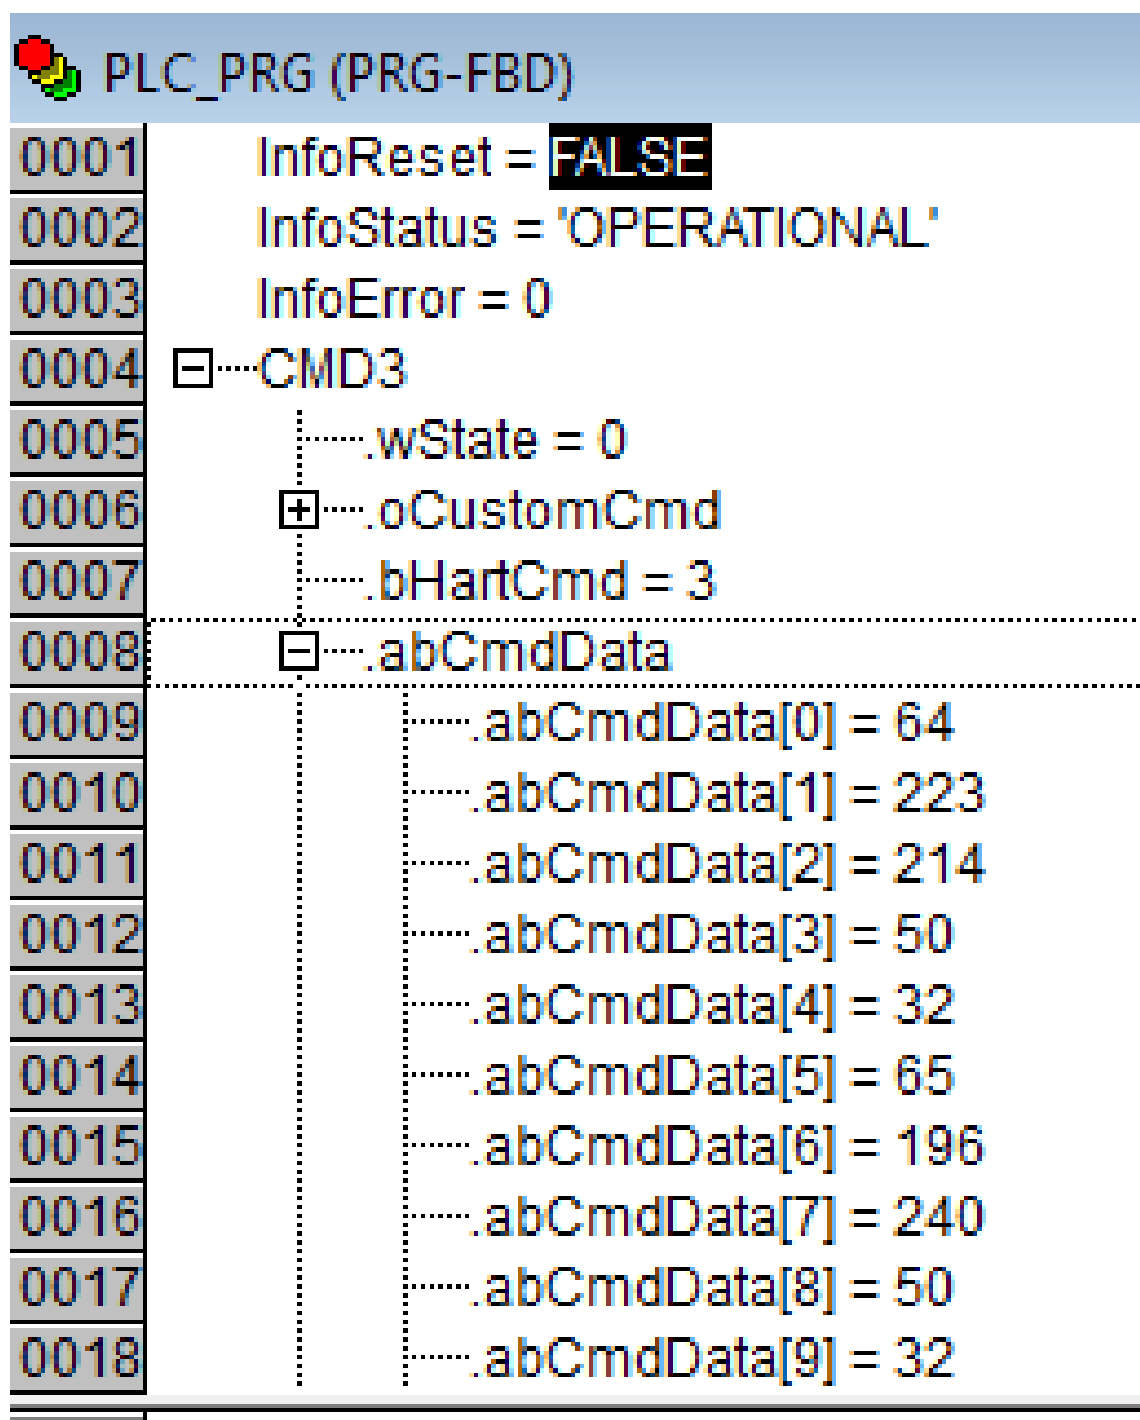 PLC_PRG (PRG-FBD)
0001 InfoReset = FALSE
0002 InfoStatus = 'OPERATIONAL'
0003 InfoError = 0
0004 CMD3
0005 .wState = 0
0006 .oCustomCmd
0007 .bHartCmd = 3
0008 .abCmdData
0009 .abCmdData[0] = 64
0010 .abCmdData[1] = 223
0011 .abCmdData[2] = 214
0012 .abCmdData[3] = 50
0013 .abCmdData[4] = 32
0014 .abCmdData[5] = 65
0015 .abCmdData[6] = 196
0016 .abCmdData[7] = 240
0017 .abCmdData[8] = 50
0018 .abCmdData[9] = 32